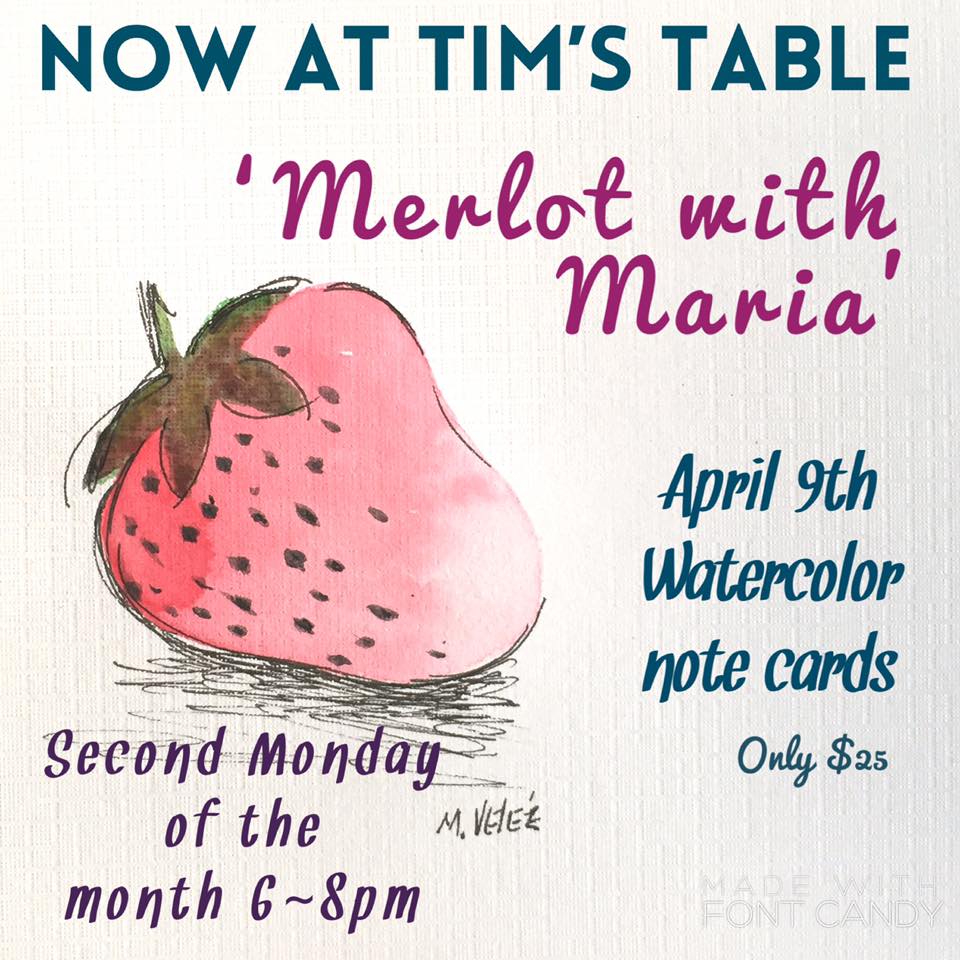 NOW AT TIM'S TABLE
'Merlot with
Maria'
April 9th
Watercolor
note cards
Only $25
Second Monday
of the
month 6~8pm
M. VETEÉ
MADE WITH
FONT CANDY